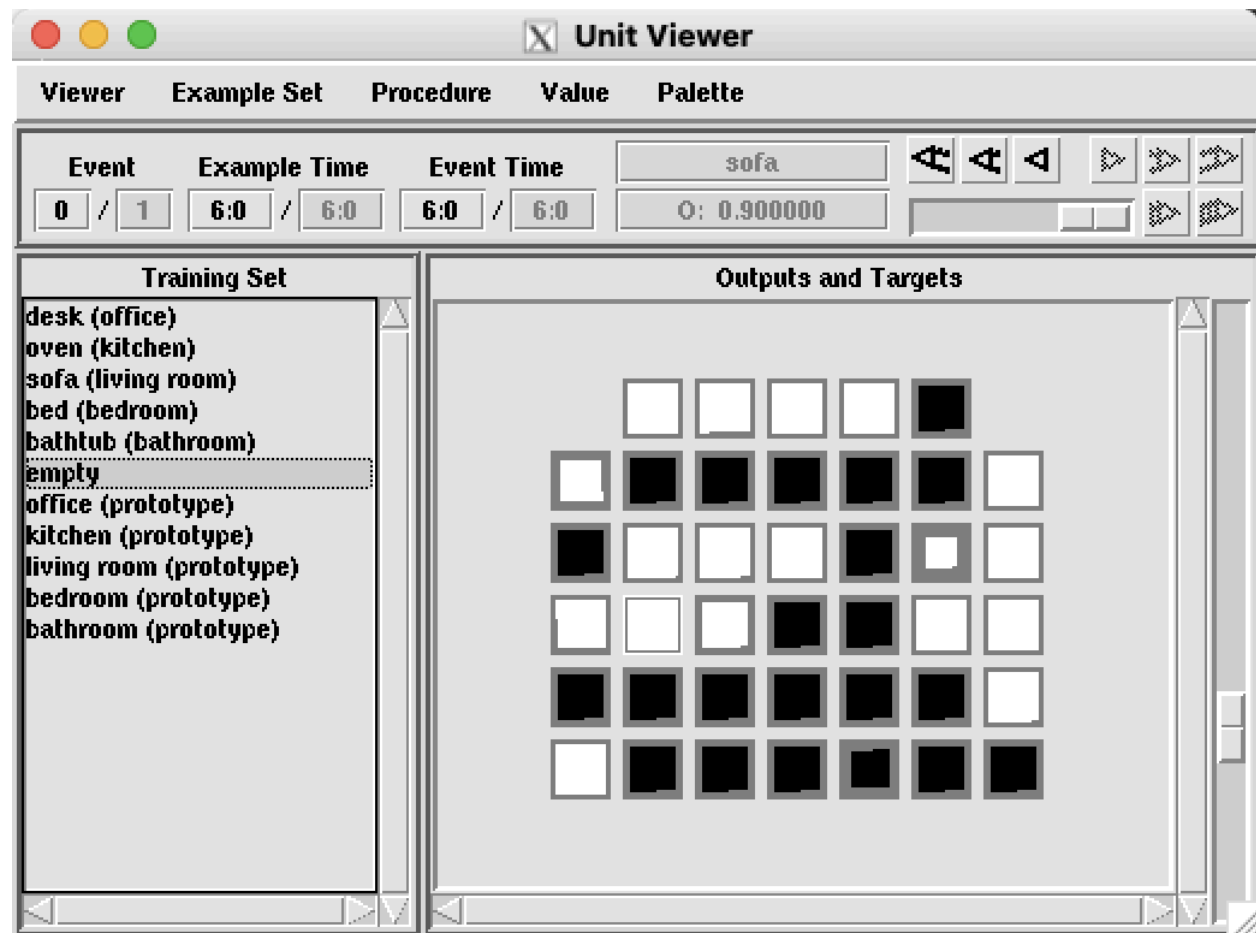 Unit Viewer
Viewer Example Set Procedure Value Palette
Event Example Time Event Time sofa
0 / 1 6:0 / 6:0 6:0 / 6:0 O: 0.900000
Training Set
desk (office)
oven (kitchen)
sofa (living room)
bed (bedroom)
bathtub (bathroom)
empty
office (prototype)
kitchen (prototype)
living room (prototype)
bedroom (prototype)
bathroom (prototype)
Outputs and Targets